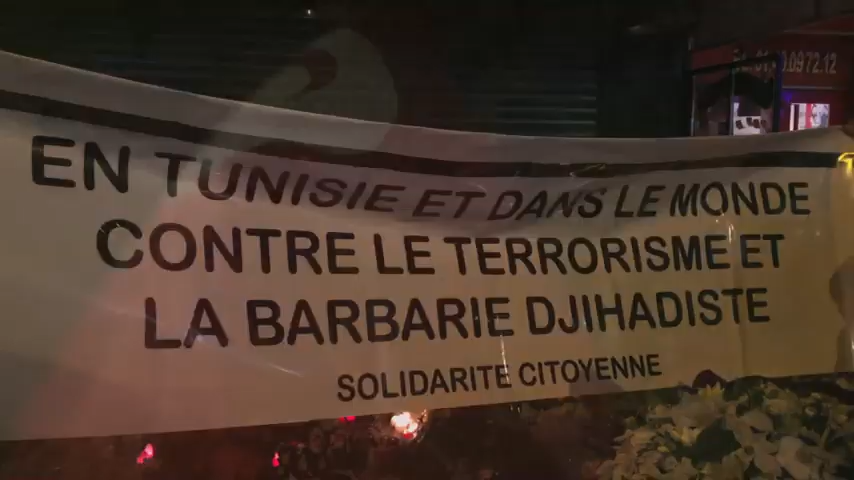 EN TUNISIE ET DANS LE MONDE
CONTRE LE TERRORISME ET
LA BARBARIE DJIHADISTE
SOLIDARITE CITOYENNE